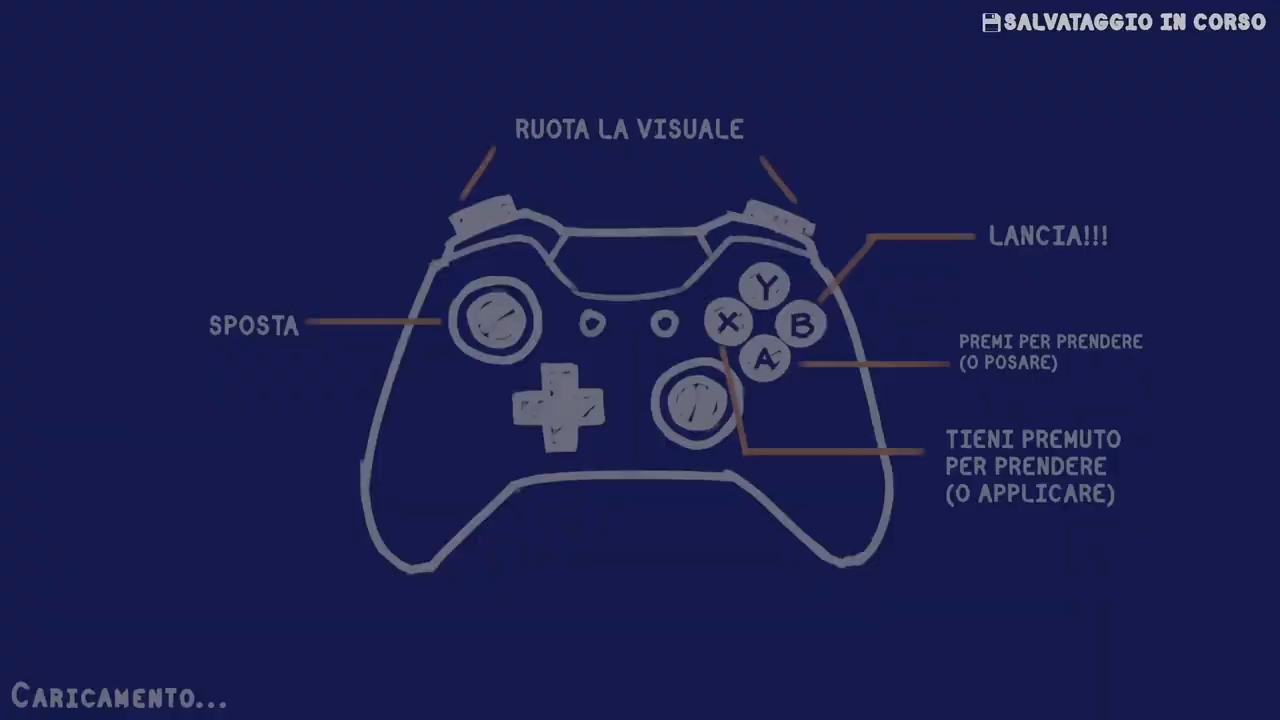 SALVATAGGIO IN CORSO
RUOTA LA VISUALE
LANCIA!!!
Y
X
B
SPOSTA
A
PREMI PER PRENDERE
(O POSARE)
TIENI PREMUTO
PER PRENDERE
(O APPLICARE)
CARICAMENTO...